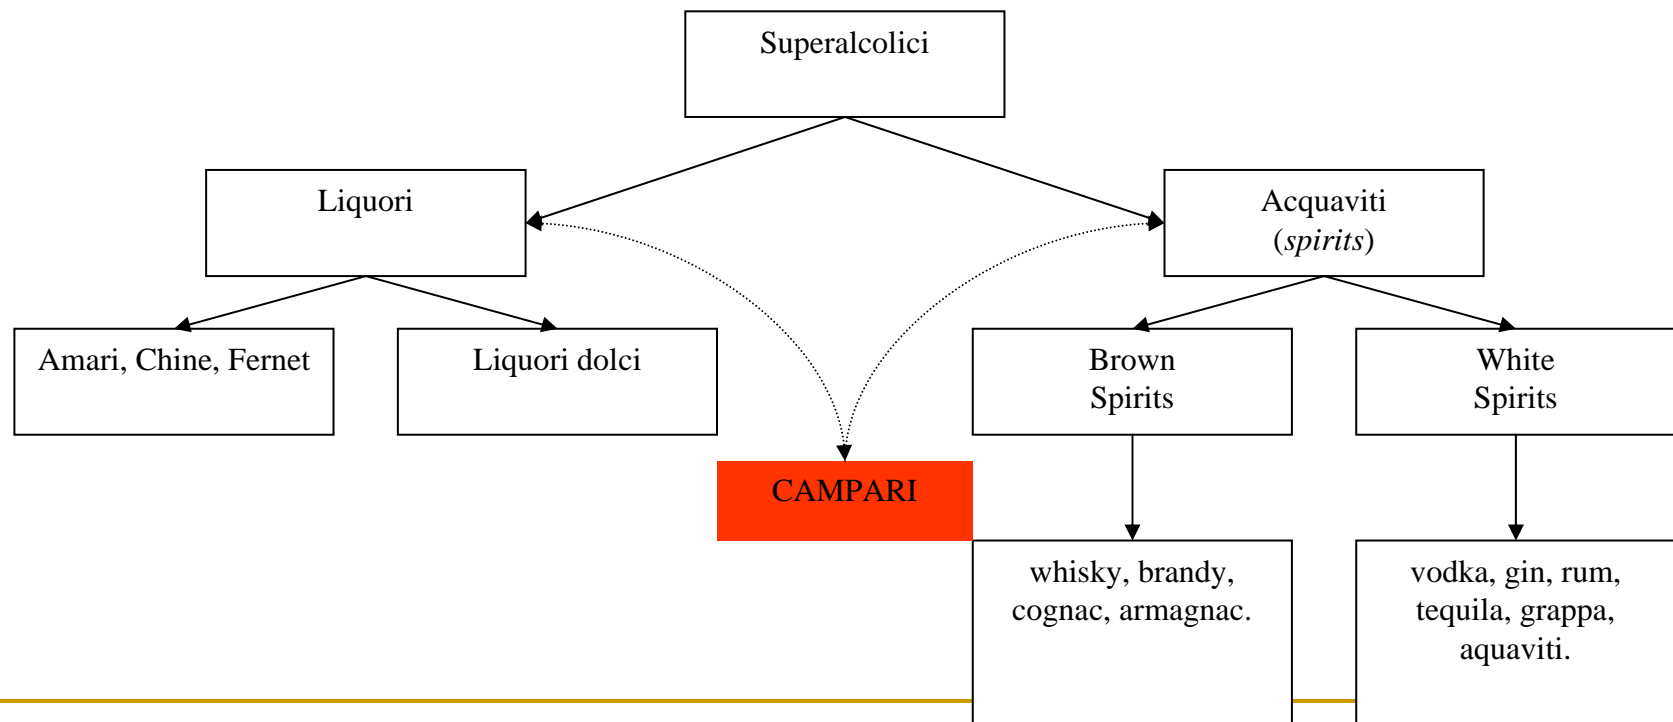 Superalcolici
Liquori
Acquaviti
(spirits)
Amari, Chine, Fernet
Liquori dolci
Brown
Spirits
White
Spirits
CAMPARI
whisky, brandy,
cognac, armagnac.
vodka, gin, rum,
tequila, grappa,
aquaviti.